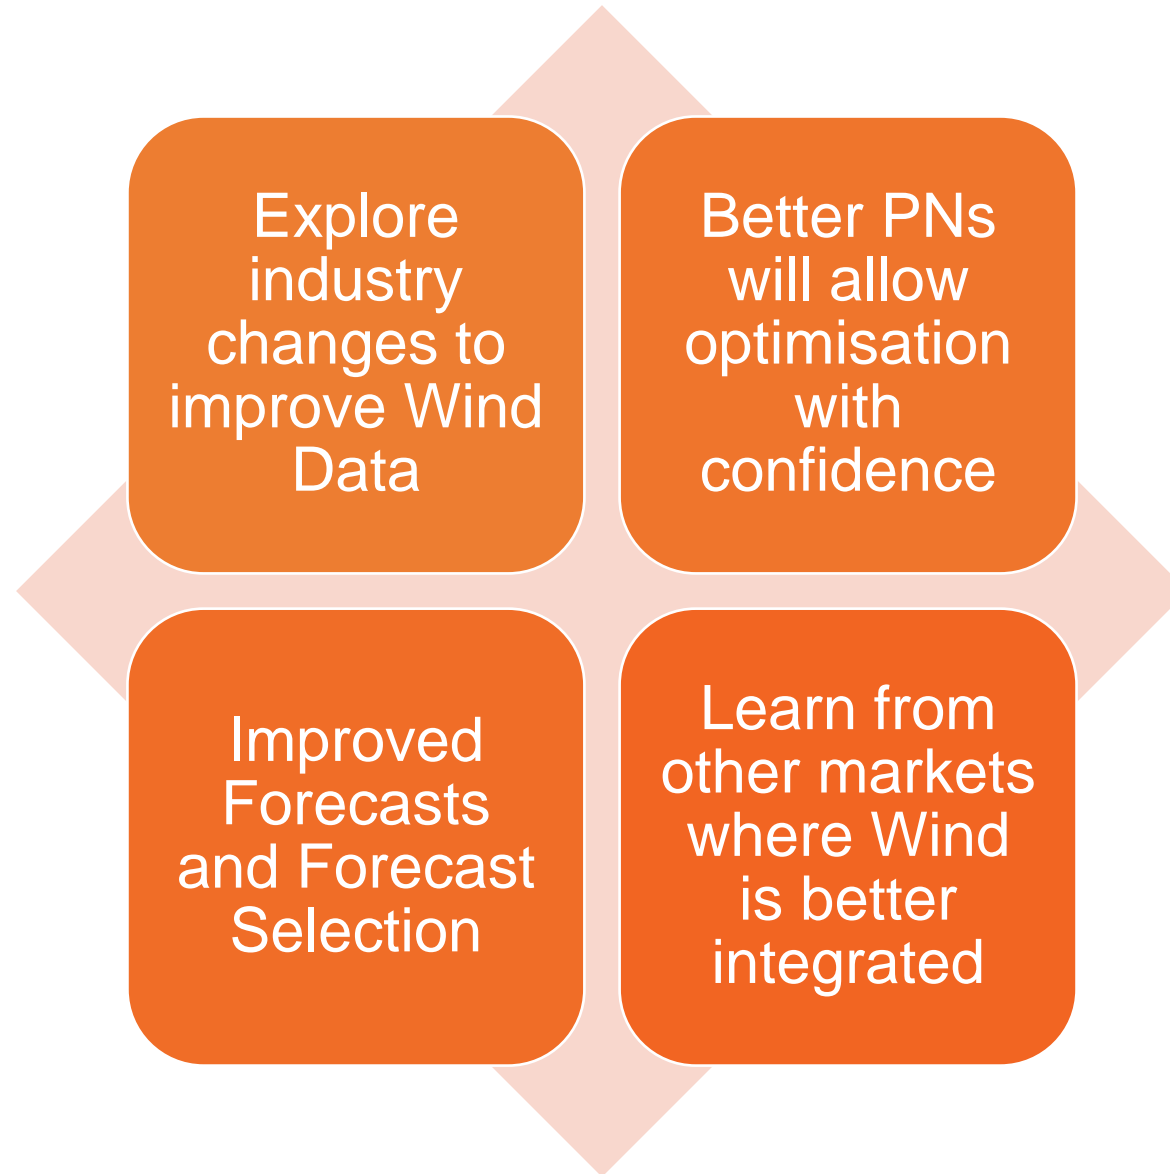 Explore
industry
changes to
improve Wind
Data
Better PNs
will allow
optimisation
with
confidence
Improved
Forecasts
and Forecast
Selection
Learn from
other markets
where Wind
is better
integrated